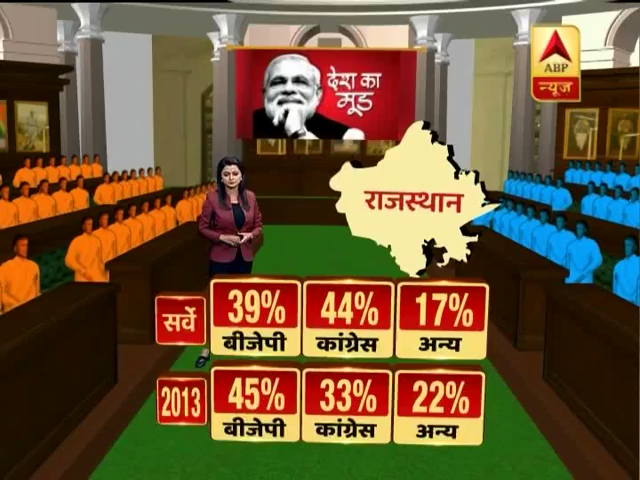 ABP
न्यूज़
देश का
मूड
राजस्थान
सर्वे 39% 44% 17%
बीजेपी कांग्रेस अन्य
2013 45% 33% 22%
बीजेपी कांग्रेस अन्य